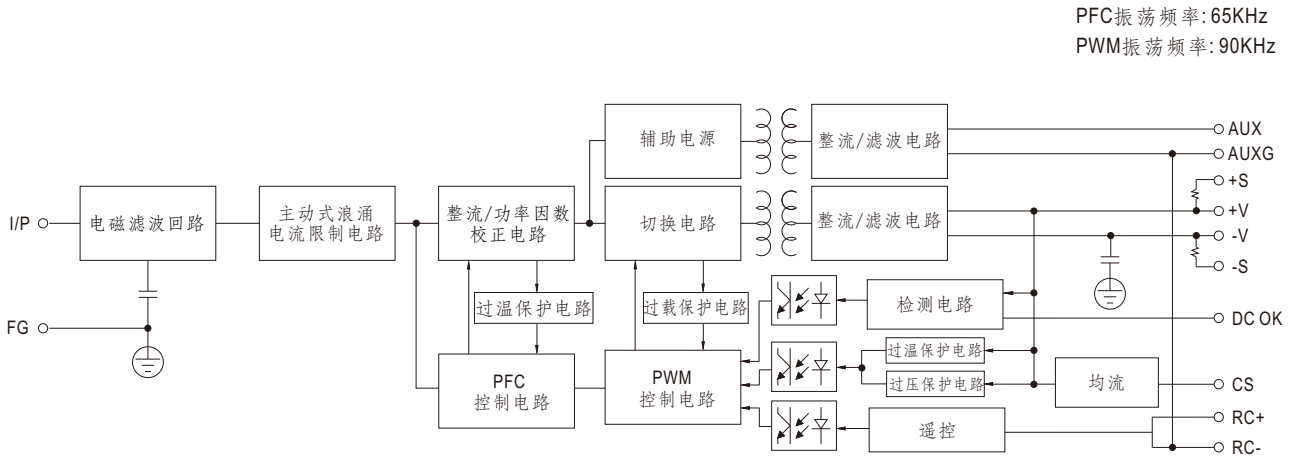 PFC振荡频率: 65KHz
PWM振荡频率: 90KHz
辅助电源
整流/滤波电路
AUX
AUXG
+S
I/P
电磁滤波回路
主动式浪涌
电流限制电路
整流/功率因数
校正电路
切换电路
整流/滤波电路
+V
-V
-S
过温保护电路
过载保护电路
检测电路
DC OK
FG
过温保护电路
PFC
控制电路
PWM
控制电路
过压保护电路
均流
CS
遥控
RC+
RC-